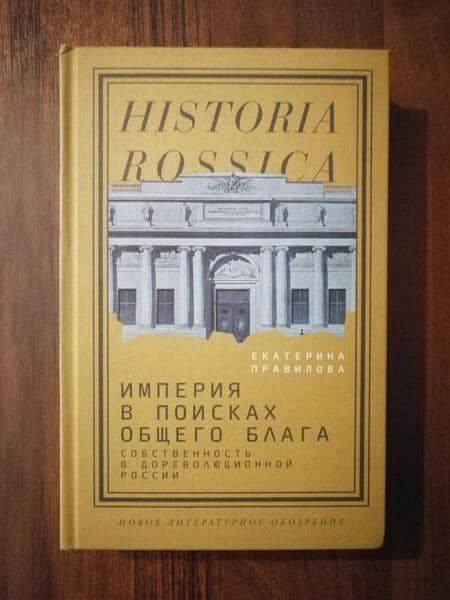 HISTORIA
ROSSICA
ЕКАТЕРИНА
ПРАВИЛОВА
ИМПЕРИЯ
В ПОИСКАХ
ОБЩЕГО БЛАГА
СОБСТВЕННОСТЬ
В ДОРЕВОЛЮЦИОННОЙ
РОССИИ
НОВОЕ ЛИТЕРАТУРНОЕ ОБОЗРЕНИЕ